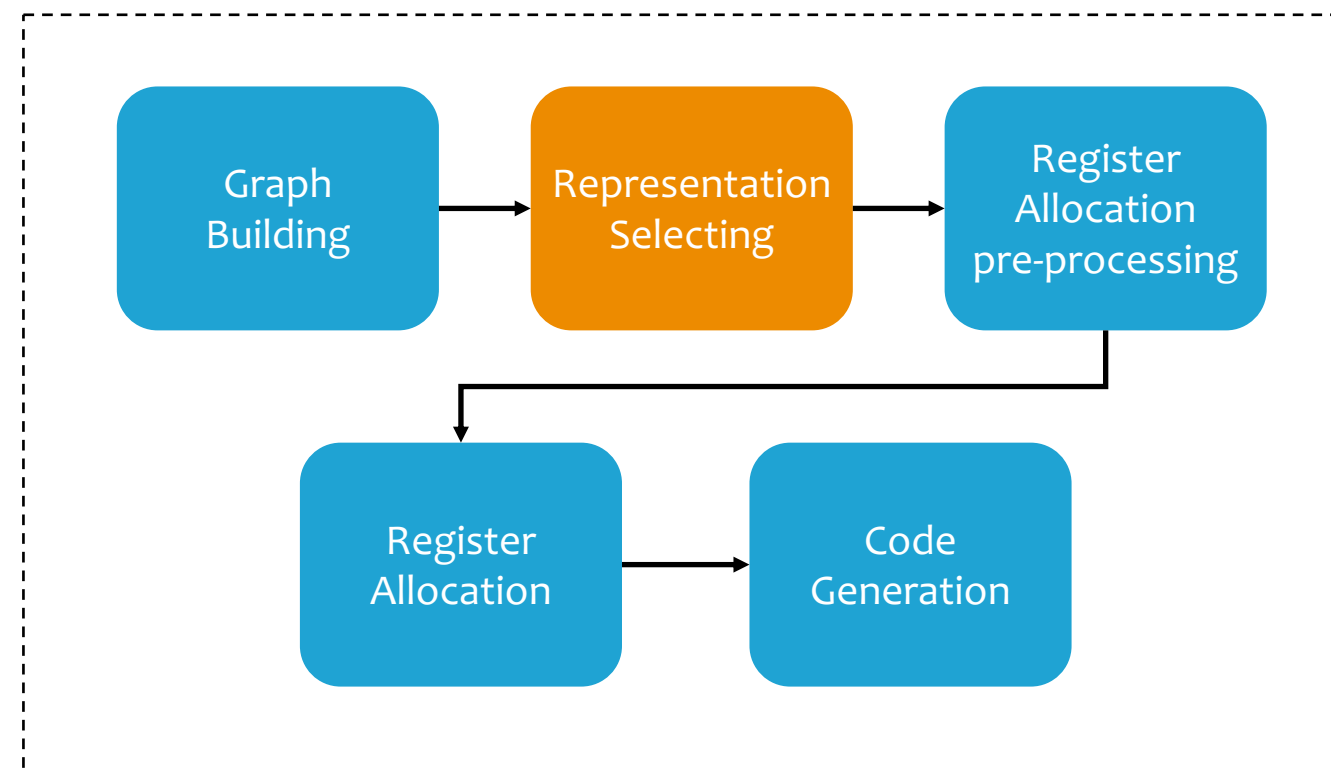 Graph
Building
Representation
Selecting
Register
Allocation
pre-processing
Register
Allocation
Code
Generation